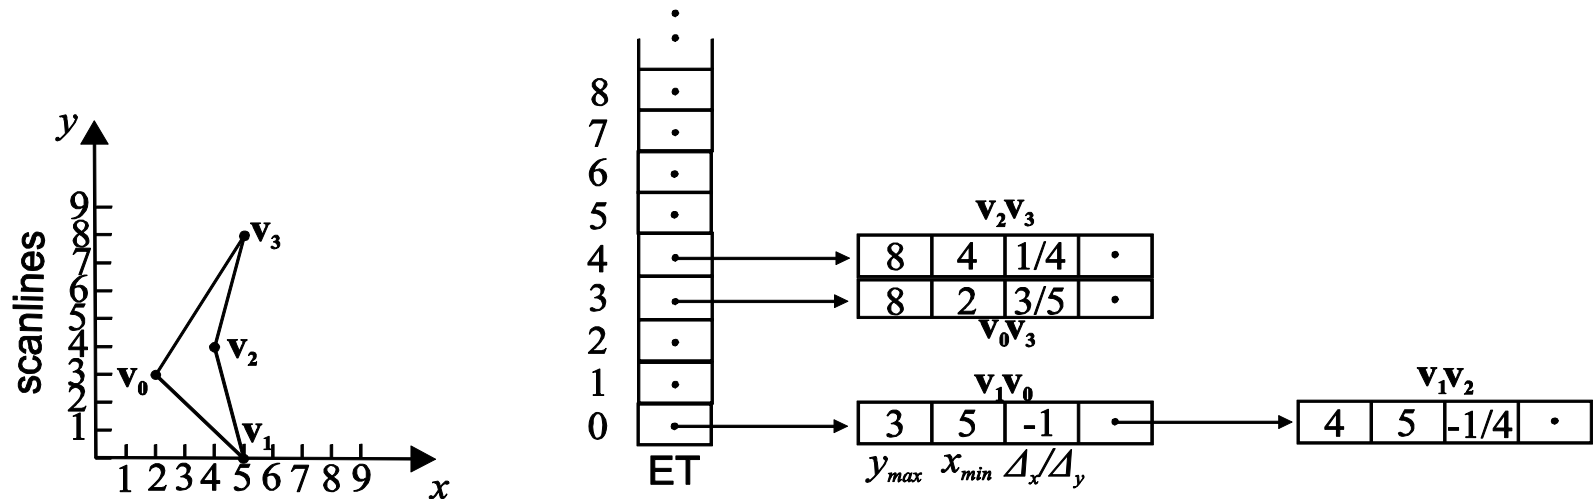 y
scanlines
9
8
7
6
5
4
3
2
1
1 2 3 4 5 6 7 8 9
x
v3
v2
v0
v1
8
7
6
5
4
3
2
1
0
ET
v2v3
8 4 1/4
8 2 3/5
v0v3
v1v0
3 5 -1
ymax xmin Δx/Δy
v1v2
4 5 -1/4